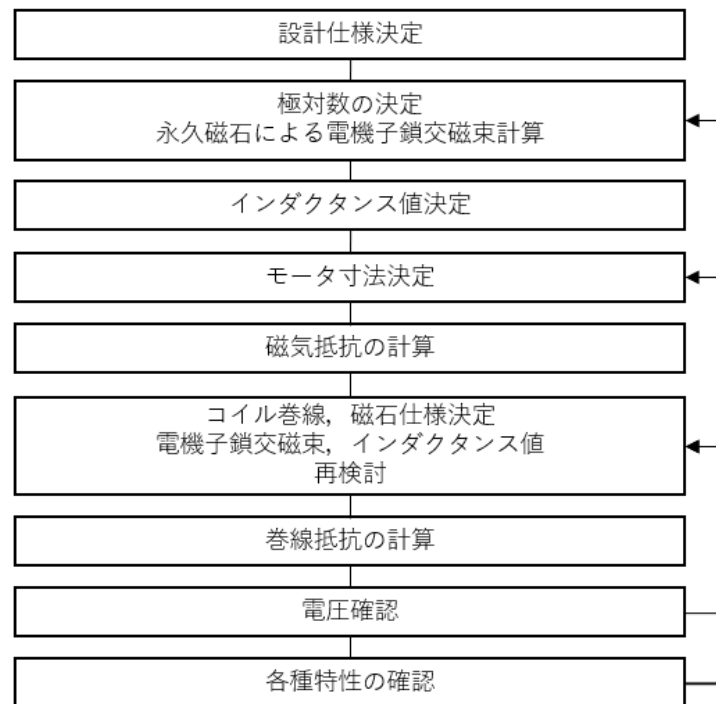 設計仕様決定
極対数の決定
永久磁石による電機子鎖交磁束計算
インダクタンス値決定
モータ寸法決定
磁気抵抗の計算
コイル巻線，磁石仕様決定
電機子鎖交磁束，インダクタンス値
再検討
巻線抵抗の計算
電圧確認
各種特性の確認